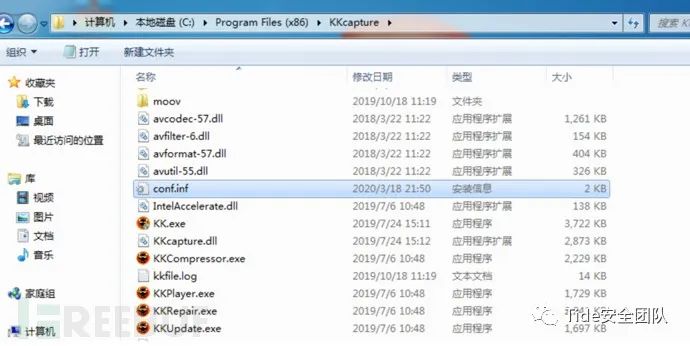 计算机 ▸ 本地磁盘 (C:) ▸ Program Files (x86) ▸ KKcapture ▸ 搜索 K
组织 打开 新建文件夹
名称 修改日期 类型 大小
收藏夹
下载
桌面
最近访问的位置
库
视频
图片
文档
音乐
家庭组
计算机
moov 2019/10/18 11:19 文件夹
avcodec-57.dll 2018/3/22 11:22 应用程序扩展 1,261 KB
avfilter-6.dll 2018/3/22 11:22 应用程序扩展 154 KB
avformat-57.dll 2018/3/22 11:22 应用程序扩展 404 KB
avutil-55.dll 2018/3/22 11:22 应用程序扩展 326 KB
conf.inf 2020/3/18 21:50 安装信息 2 KB
IntelAccelerate.dll 2019/7/6 10:48 应用程序扩展 138 KB
KK.exe 2019/7/24 15:11 应用程序 3,722 KB
KKcapture.dll 2019/7/24 15:12 应用程序扩展 2,873 KB
KKCompressor.exe 2019/7/6 10:48 应用程序 2,229 KB
kkfile.log 2019/10/18 11:19 文本文档 14 KB
KKPlayer.exe 2019/7/6 10:48 应用程序 1,729 KB
KKRepair.exe 2019/7/6 10:48 应用程序 KB
KKUpdate.exe 2019/7/6 10:48 应用程序 1,697 KB
FREEBUF
Tide安全团队